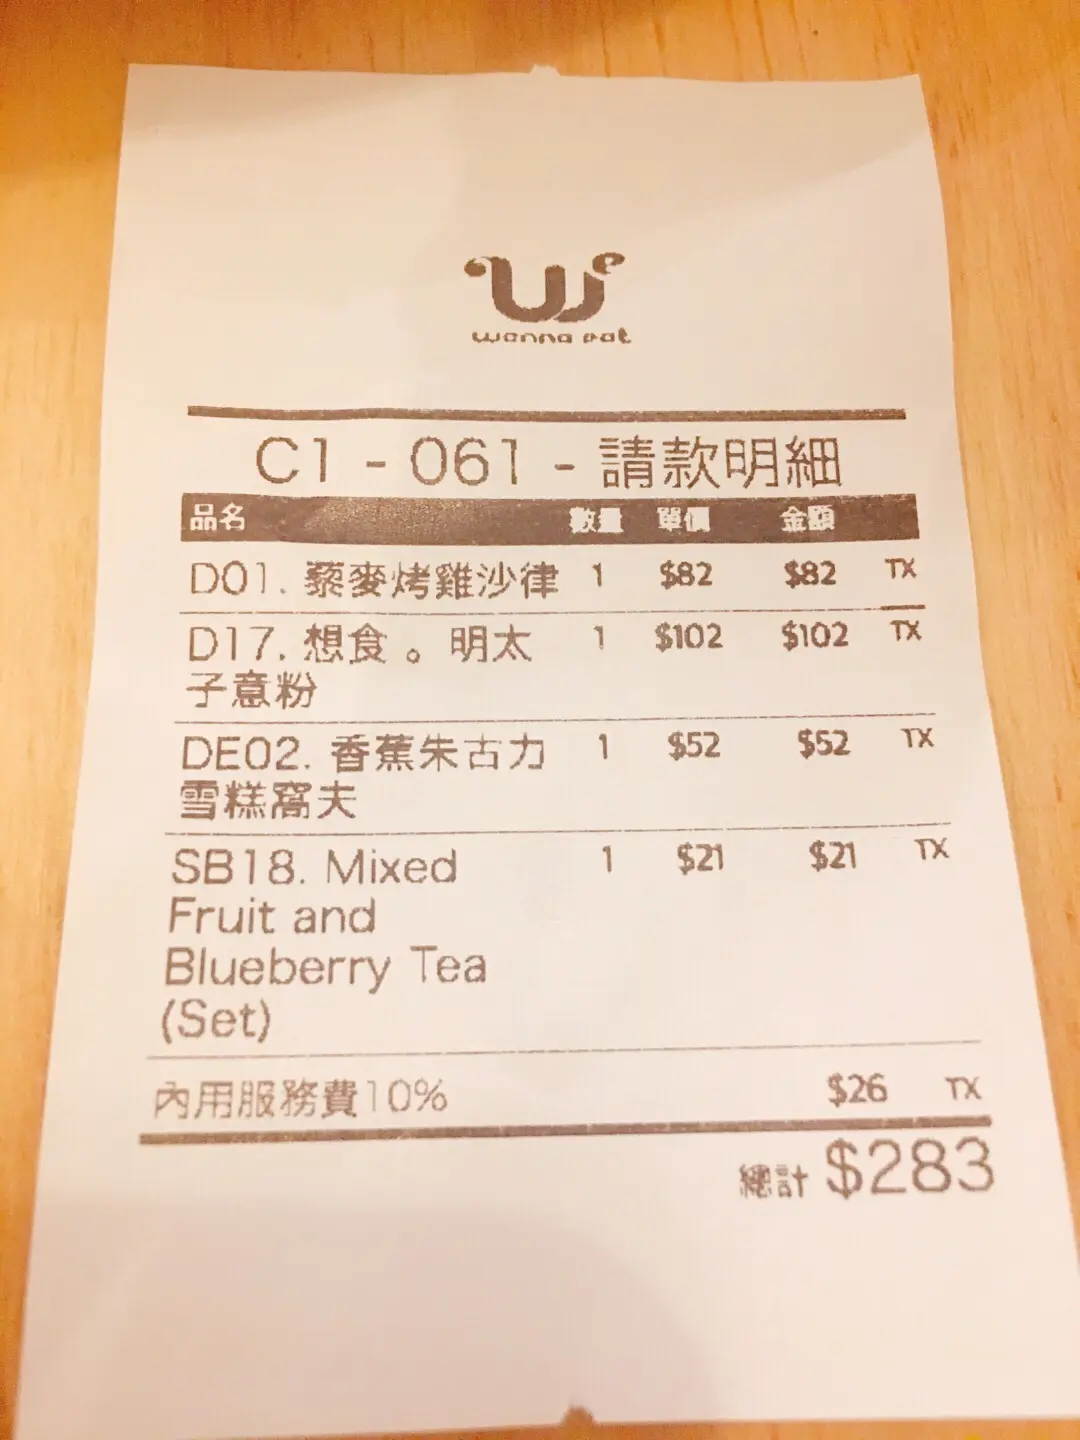 W
wanna eat
C1 - 061 - 請款明細
品名 數量 單價 金額
D01. 藜麥烤雞沙律 1 $82 $82 TX
D17. 想食。明太 1 $102 $102 TX
子意粉
DE02. 香蕉朱古力 1 $52 $52 TX
雪糕窩夫
SB18. Mixed 1 $21 $21 TX
Fruit and
Blueberry Tea
(Set)
內用服務費10% $26 TX
總計 $283